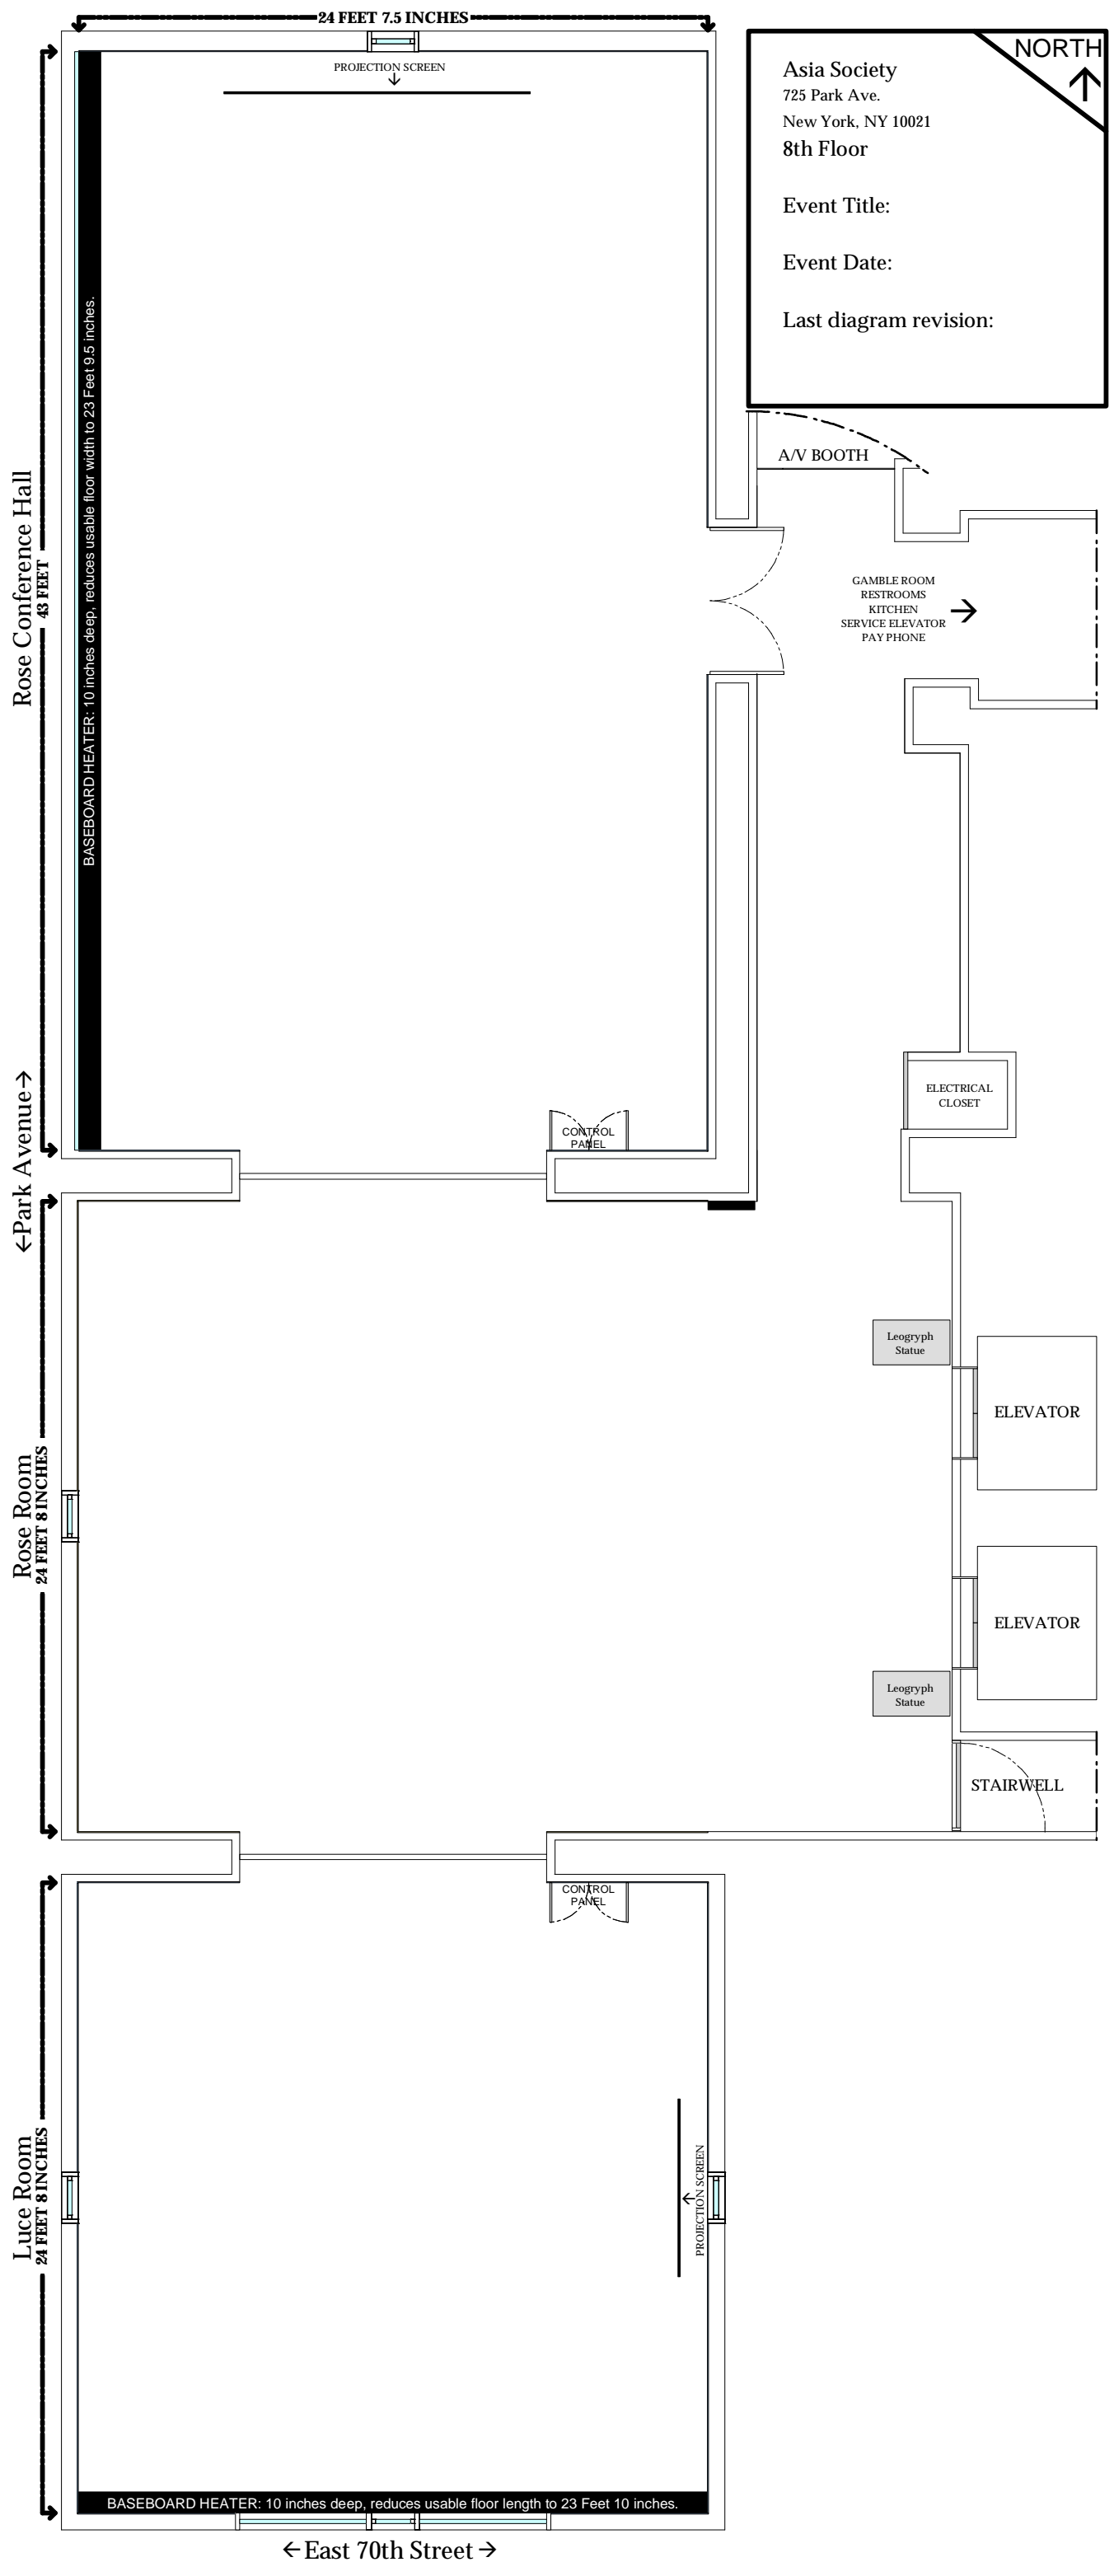 24 FEET 7.5 INCHES
PROJECTION SCREEN
↓
NORTH
↑
Asia Society
725 Park Ave.
New York, NY 10021
8th Floor
Event Title:
Event Date:
Last diagram revision:
Rose Conference Hall
43 FEET
BASEBOARD HEATER: 10 inches deep, reduces usable floor width to 23 Feet 9.5 inches.
A/V BOOTH
GAMBLE ROOM
RESTROOMS
KITCHEN
SERVICE ELEVATOR
PAY PHONE
→
ELECTRICAL
CLOSET
CONTROL
PANEL
←Park Avenue→
Leogryph
Statue
ELEVATOR
Rose Room
24 FEET 8 INCHES
ELEVATOR
Leogryph
Statue
STAIRWELL
CONTROL
PANEL
Luce Room
24 FEET 8 INCHES
PROJECTION SCREEN
←
BASEBOARD HEATER: 10 inches deep, reduces usable floor length to 23 Feet 10 inches.
←East 70th Street→